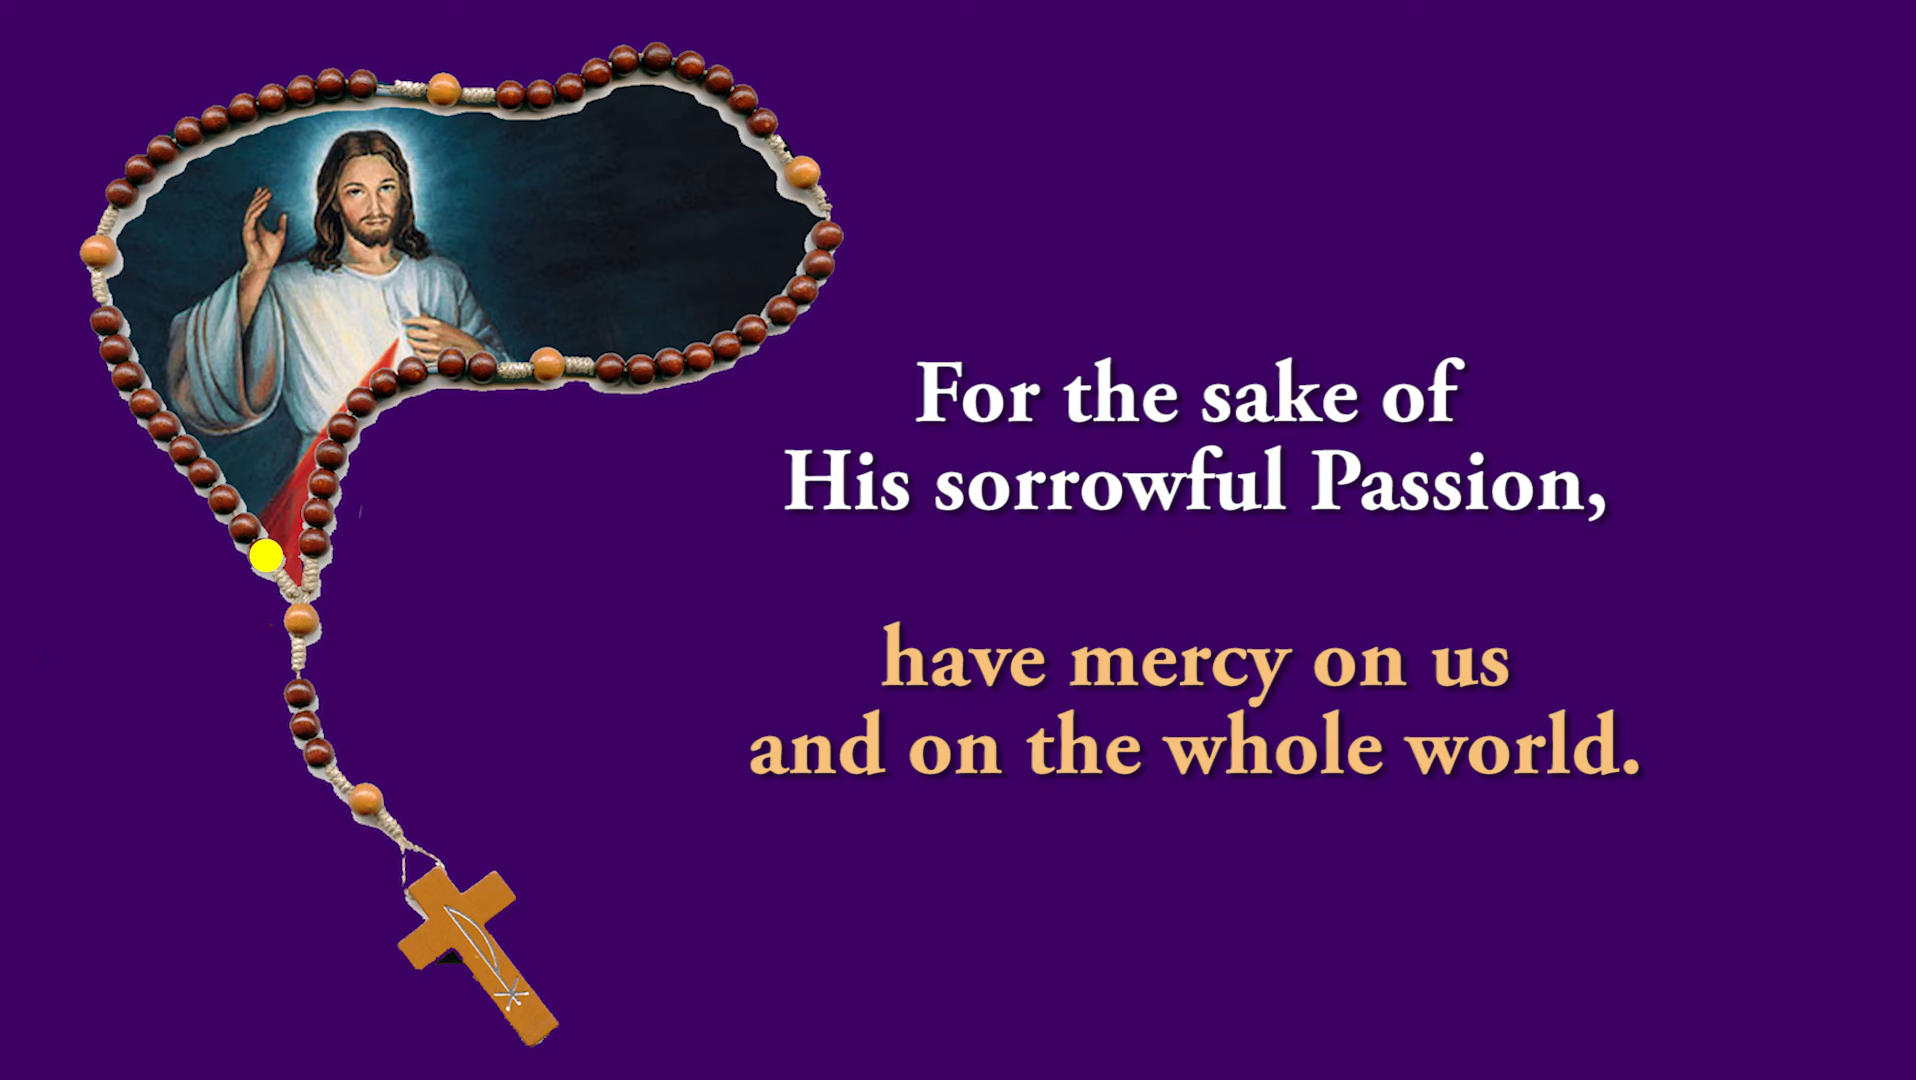 For the sake of
His sorrowful Passion,
have mercy on us
and on the whole world.